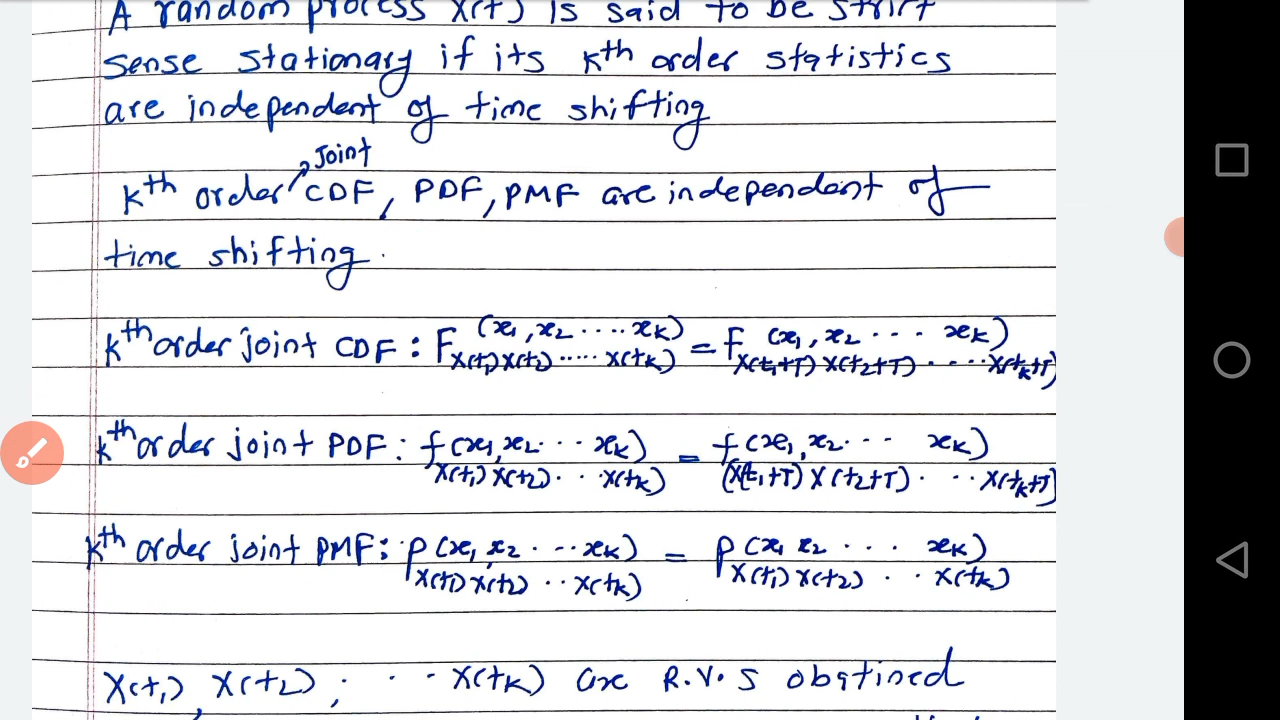 A random process X(t) is said to be strict
sense stationary if its kth order statistics
are independent of time shifting
Joint
kth order CDF, PDF, PMF are independent of
time shifting.
kth order joint CDF : F (x1, x2 ···· xk) = F (x1, x2 ··· xk)
X(t1) X(t2) ····· X(tk) X(t1+T) X(t2+T) ····· X(tk+T)
kth order joint PDF : f(x1, x2 ··· xk) = f(x1, x2 ··· xk)
X(t1) X(t2) ·· X(tk) (X(t1+T) X(t2+T) ··· X(tk+T)
kth order joint PMF : P(x1, x2 ··· xk) = P(x1 x2 ··· xk)
X(t1) X(t2) ·· X(tk) X(t1) X(t2) ·· X(tk)
X(t1), X(t2), ··· X(tk) are R.V.s obatined